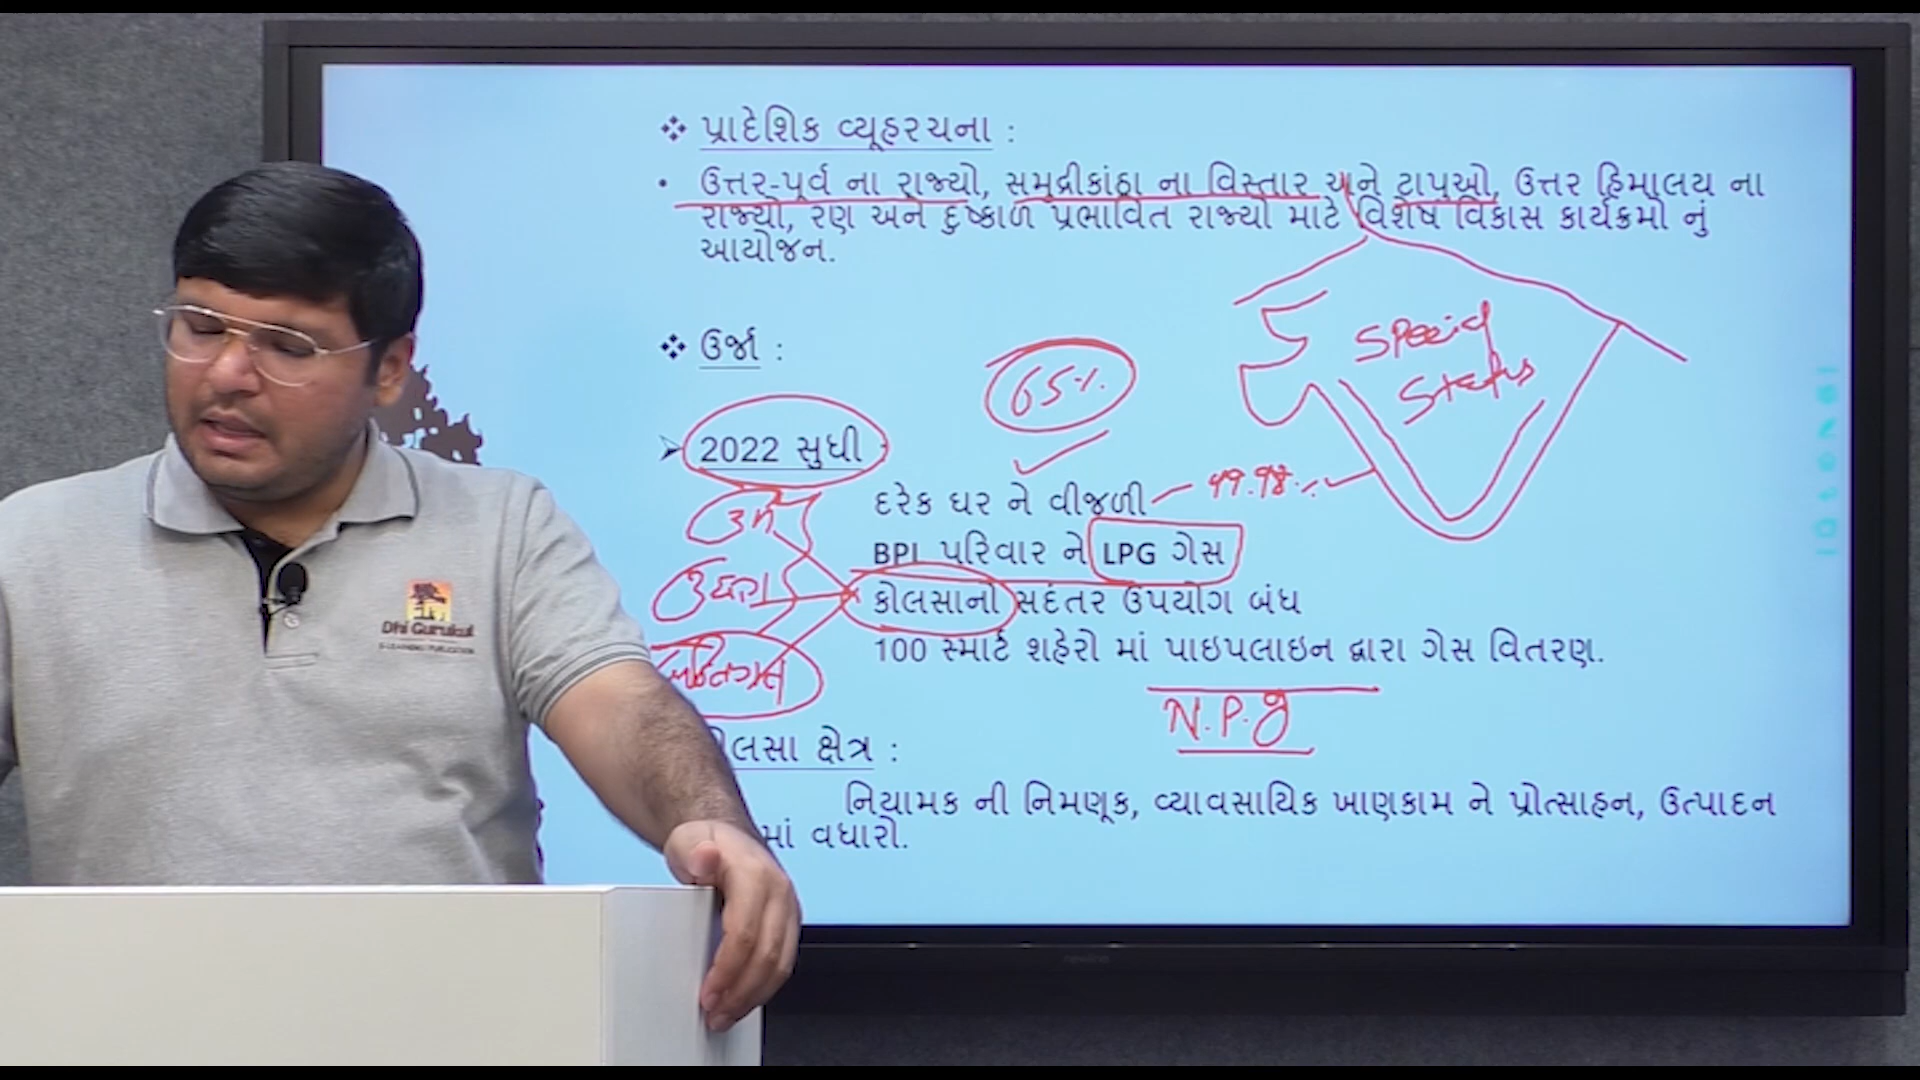 ❖ પ્રાદેશિક વ્યૂહરચના :
• ઉત્તર-પૂર્વ ના રાજ્યો, સમુદ્રીકાંઠા ના વિસ્તાર અને ટાપુઓ, ઉત્તર હિમાલય ના
રાજ્યો, રણ અને દુષ્કાળ પ્રભાવિત રાજ્યો માટે વિશેષ વિકાસ કાર્યક્રમો નું
આયોજન.
Special
Status
❖ ઉર્જા :
65%
➢ 2022 સુધી
દરેક ઘર ને વીજળી 99.98%
BPL પરિવાર ને LPG ગેસ
કોલસાનો સદંતર ઉપયોગ બંધ
100 સ્માર્ટ શહેરો માં પાઇપલાઇન દ્વારા ગેસ વિતરણ.
N.P.G
લસા ક્ષેત્ર :
નિયામક ની નિમણૂક, વ્યાવસાયિક ખાણકામ ને પ્રોત્સાહન, ઉત્પાદન
માં વધારો.
Dhi Gurukul
E-LEARNING PUBLICATION